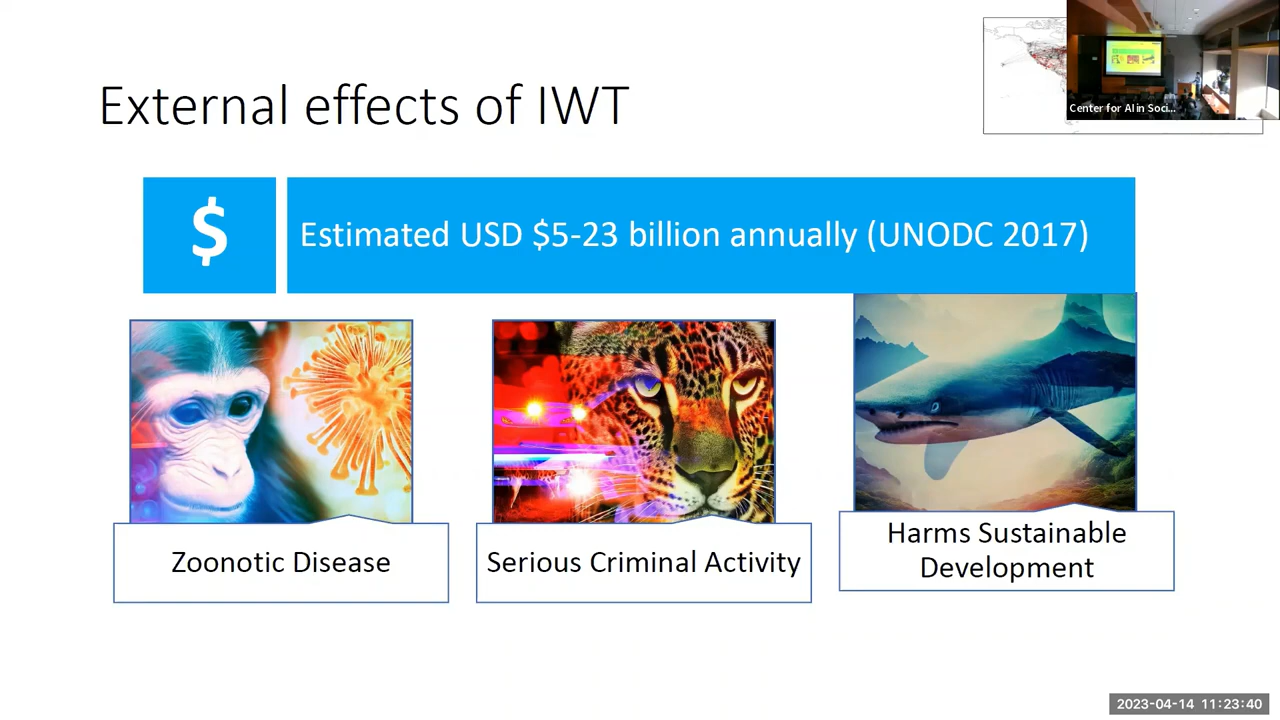 External effects of IWT
Center for AI in Soci...
$
Estimated USD $5-23 billion annually (UNODC 2017)
Zoonotic Disease
Serious Criminal Activity
Harms Sustainable
Development
2023-04-14 11:23:40